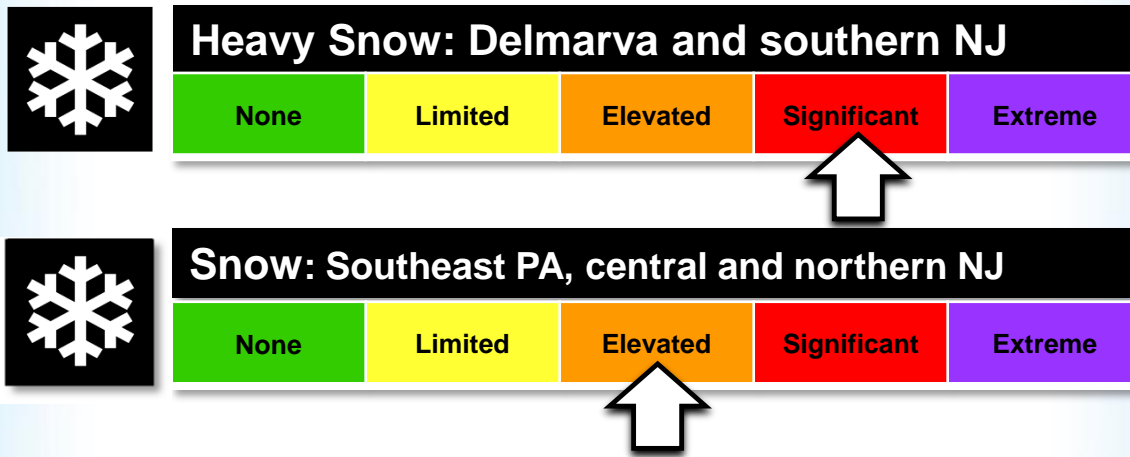 Heavy Snow: Delmarva and southern NJ
None Limited Elevated Significant Extreme
Snow: Southeast PA, central and northern NJ
None Limited Elevated Significant Extreme